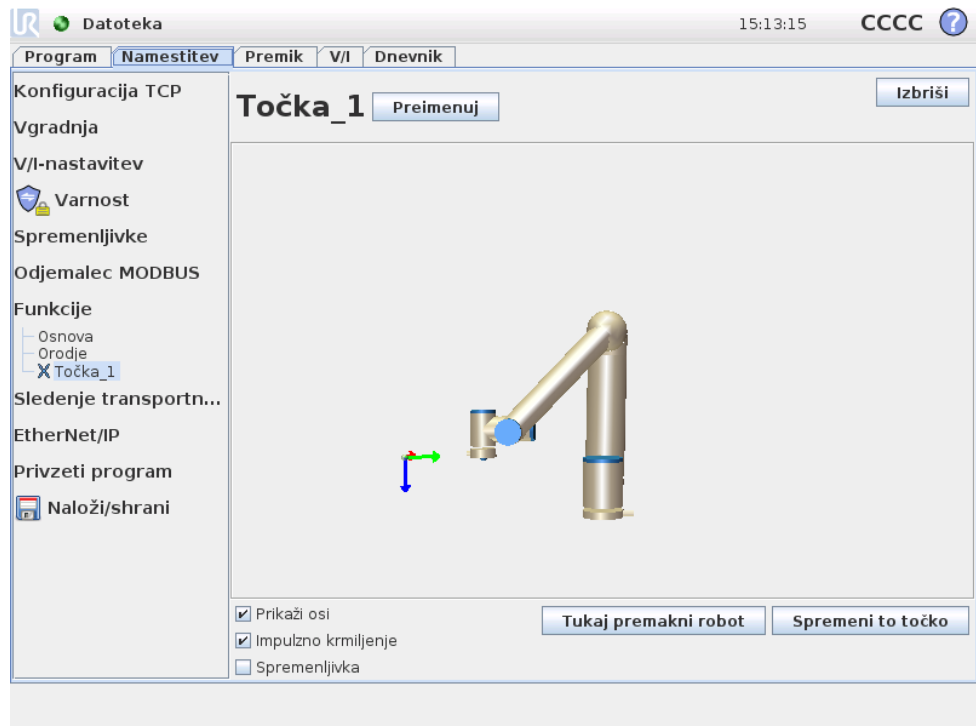 UR Datoteka 15:13:15 CCCC ?
Program Namestitev Premik V/I Dnevnik
Konfiguracija TCP
Vgradnja
V/I-nastavitev
Varnost
Spremenljivke
Odjemalec MODBUS
Funkcije
Osnova
Orodje
Točka_1
Sledenje transportn...
EtherNet/IP
Privzeti program
Naloži/shrani
Točka_1 Preimenuj Izbriši
Prikaži osi
Impulzno krmiljenje
Spremenljivka
Tukaj premakni robot Spremeni to točko